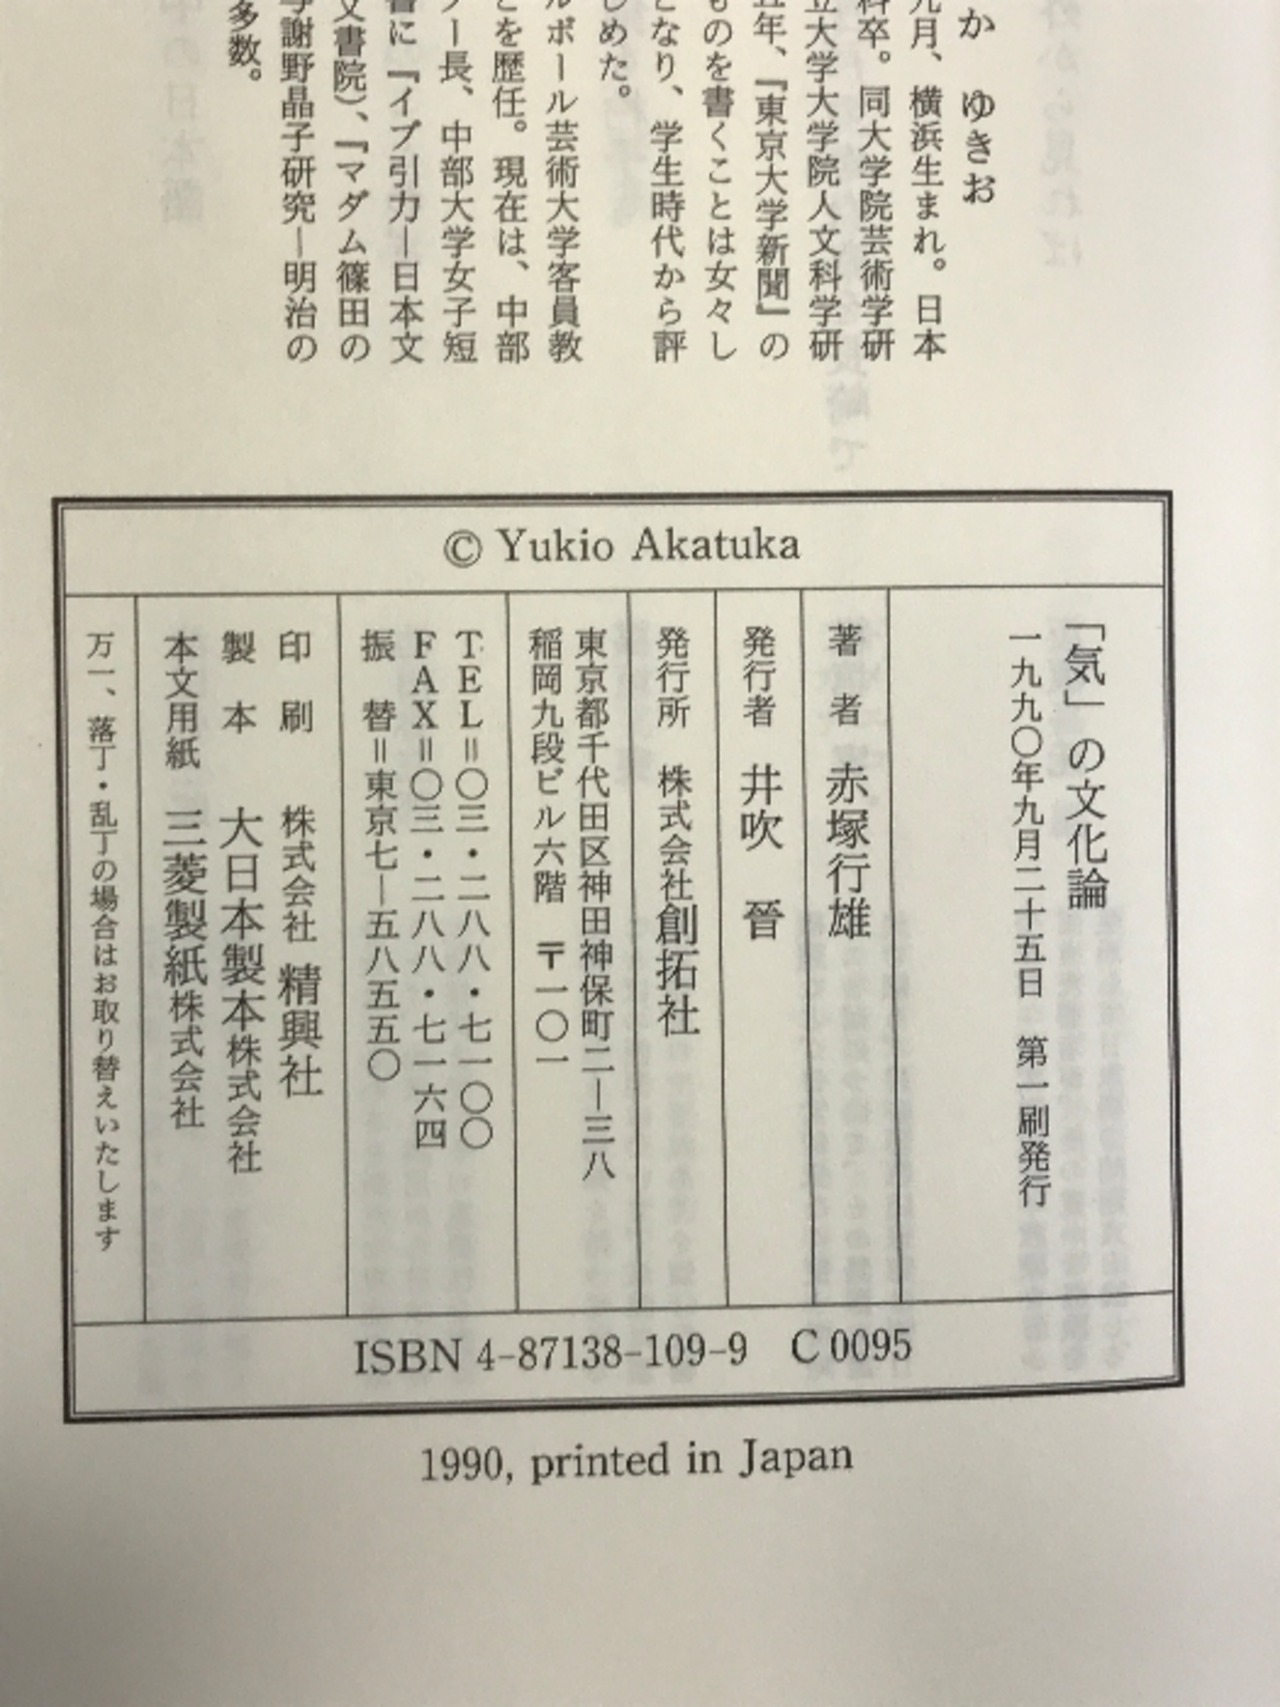 か ゆきお
九月、横浜生まれ。日本
科卒。同大学院芸術学研
立大学大学院人文科学研
五年、『東京大学新聞』の
ものを書くことは女々し
となり、学生時代から評
しめた。
ルボール芸術大学客員教
どを歴任。現在は、中部
ター長、中部大学女子短
書に『イブ引力―日本文
文書院）、『マダム篠田の
与謝野晶子研究―明治の
多数。
© Yukio Akatuka
「気」の文化論
一九九〇年九月二十五日 第一刷発行
著者 赤塚行雄
発行者 井吹 晉
発行所 株式会社創拓社
東京都千代田区神田神保町二―三八
稲岡九段ビル六階 〒一〇一
TEL＝〇三・二八八・七一〇〇
FAX＝〇三・二八八・七一六四
振替＝東京七―五八五五〇
印刷 株式会社 精興社
製本 大日本製本株式会社
本文用紙 三菱製紙株式会社
万一、落丁・乱丁の場合はお取り替えいたします
ISBN 4-87138-109-9 C 0095
1990, printed in Japan